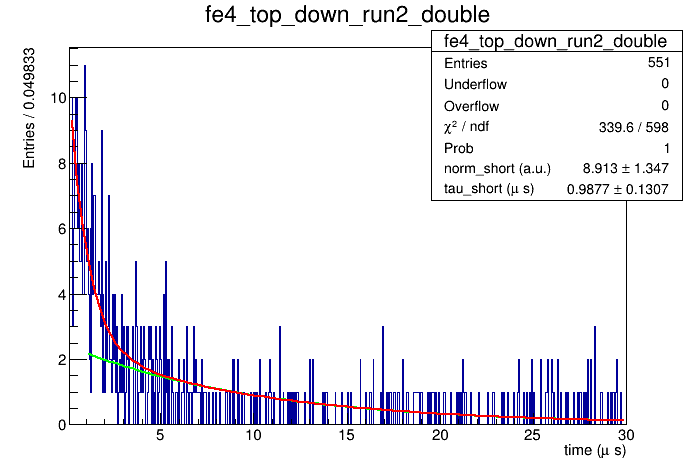 fe4_top_down_run2_double
fe4_top_down_run2_double
Entries 551
Underflow 0
Overflow 0
χ² / ndf 339.6 / 598
Prob 1
norm_short (a.u.) 8.913 ± 1.347
tau_short (μ s) 0.9877 ± 0.1307
Entries / 0.049833
10
8
6
4
2
0
5 10 15 20 25 30
time (μ s)